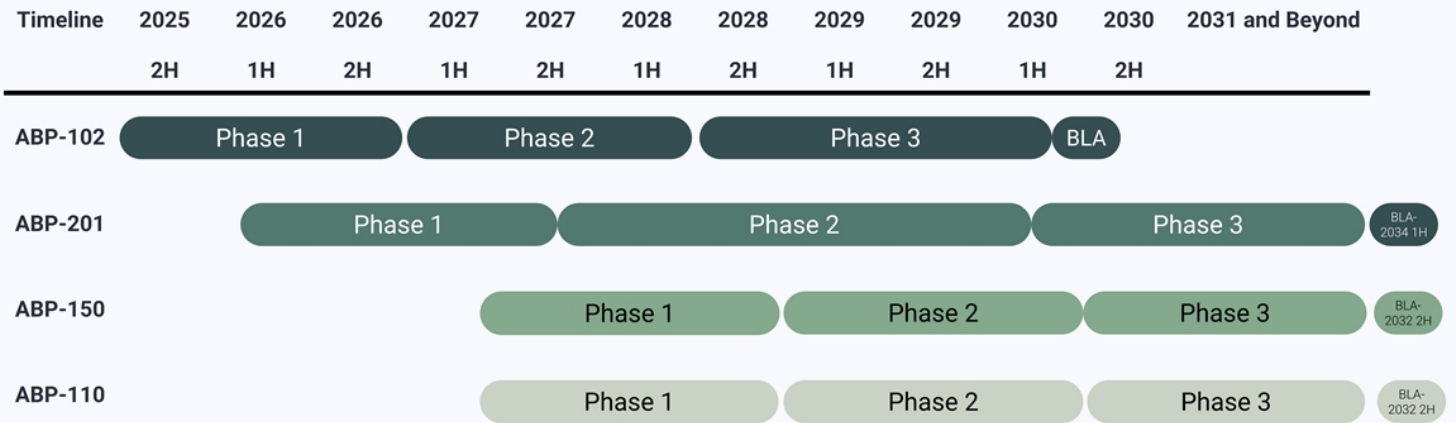 Timeline 2025 2026 2026 2027 2027 2028 2028 2029 2029 2030 2030 2031 and Beyond
2H 1H 2H 1H 2H 1H 2H 1H 2H 1H 2H
ABP-102 Phase 1 Phase 2 Phase 3 BLA
ABP-201 Phase 1 Phase 2 Phase 3 BLA-
2034 1H
ABP-150 Phase 1 Phase 2 Phase 3 BLA-
2032 2H
ABP-110 Phase 1 Phase 2 Phase 3 BLA-
2032 2H